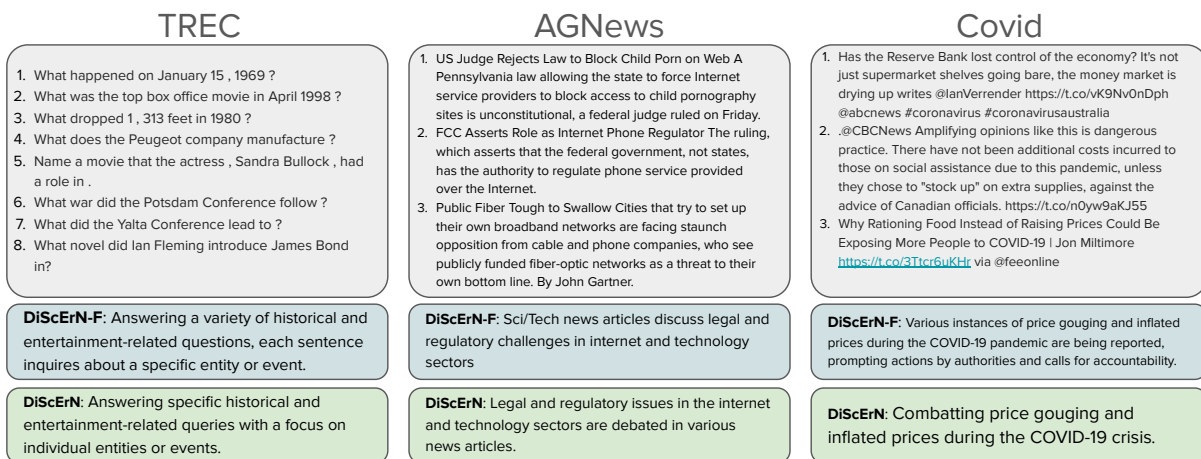 TREC
1. What happened on January 15 , 1969 ?
2. What was the top box office movie in April 1998 ?
3. What dropped 1 , 313 feet in 1980 ?
4. What does the Peugeot company manufacture ?
5. Name a movie that the actress , Sandra Bullock , had
a role in .
6. What war did the Potsdam Conference follow ?
7. What did the Yalta Conference lead to ?
8. What novel did Ian Fleming introduce James Bond
in?
DiScErN-F: Answering a variety of historical and
entertainment-related questions, each sentence
inquires about a specific entity or event.
DiScErN: Answering specific historical and
entertainment-related queries with a focus on
individual entities or events.
AGNews
1. US Judge Rejects Law to Block Child Porn on Web A
Pennsylvania law allowing the state to force Internet
service providers to block access to child pornography
sites is unconstitutional, a federal judge ruled on Friday.
2. FCC Asserts Role as Internet Phone Regulator The ruling,
which asserts that the federal government, not states,
has the authority to regulate phone service provided
over the Internet.
3. Public Fiber Tough to Swallow Cities that try to set up
their own broadband networks are facing staunch
opposition from cable and phone companies, who see
publicly funded fiber-optic networks as a threat to their
own bottom line. By John Gartner.
DiScErN-F: Sci/Tech news articles discuss legal and
regulatory challenges in internet and technology
sectors
DiScErN: Legal and regulatory issues in the internet
and technology sectors are debated in various
news articles.
Covid
1. Has the Reserve Bank lost control of the economy? It's not
just supermarket shelves going bare, the money market is
drying up writes @IanVerrender https://t.co/vK9Nv0nDph
@abcnews #coronavirus #coronavirusaustralia
2. .@CBCNews Amplifying opinions like this is dangerous
practice. There have not been additional costs incurred to
those on social assistance due to this pandemic, unless
they chose to "stock up" on extra supplies, against the
advice of Canadian officials. https://t.co/n0yw9aKJ55
3. Why Rationing Food Instead of Raising Prices Could Be
Exposing More People to COVID-19 | Jon Miltimore
https://t.co/3Ttcr6uKHr via @feeonline
DiScErN-F: Various instances of price gouging and inflated
prices during the COVID-19 pandemic are being reported,
prompting actions by authorities and calls for accountability.
DiScErN: Combatting price gouging and
inflated prices during the COVID-19 crisis.